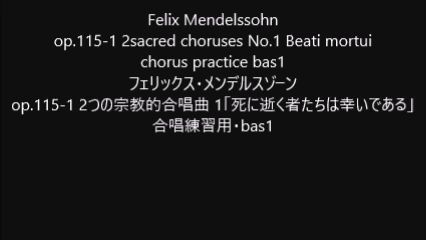 Felix Mendelssohn
op.115-1 2sacred choruses No.1 Beati mortui
chorus practice bas1
フェリックス・メンデルスゾーン
op.115-1 2つの宗教的合唱曲 1「死に逝く者たちは幸いである」
合唱練習用・bas1